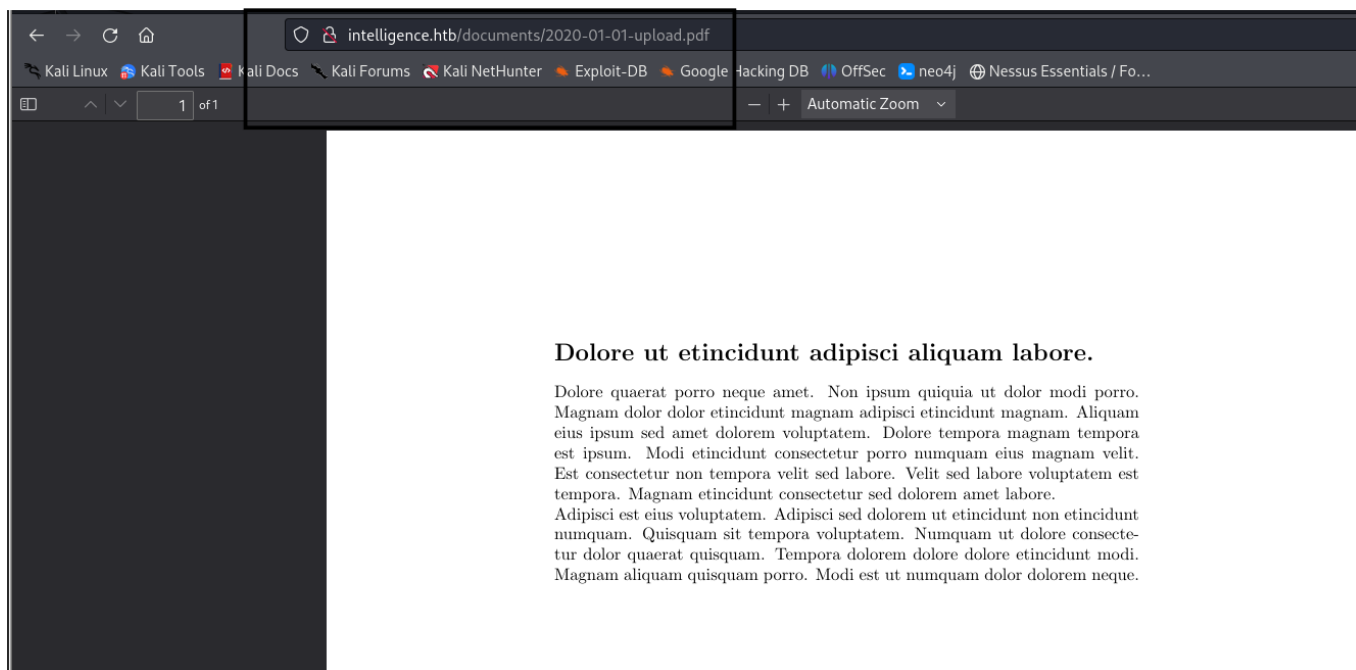 intelligence.htb/documents/2020-01-01-upload.pdf
Kali Linux Kali Tools Kali Docs Kali Forums Kali NetHunter Exploit-DB Google Hacking DB OffSec neo4j Nessus Essentials / Fo…
1 of 1 Automatic Zoom
Dolore ut etincidunt adipisci aliquam labore.
Dolore quaerat porro neque amet. Non ipsum quiquia ut dolor modi porro.
Magnam dolor dolor etincidunt magnam adipisci etincidunt magnam. Aliquam
eius ipsum sed amet dolorem voluptatem. Dolore tempora magnam tempora
est ipsum. Modi etincidunt consectetur porro numquam eius magnam velit.
Est consectetur non tempora velit sed labore. Velit sed labore voluptatem est
tempora. Magnam etincidunt consectetur sed dolorem amet labore.
Adipisci est eius voluptatem. Adipisci sed dolorem ut etincidunt non etincidunt
numquam. Quisquam sit tempora voluptatem. Numquam ut dolore consecte-
tur dolor quaerat quisquam. Tempora dolorem dolore dolore etincidunt modi.
Magnam aliquam quisquam porro. Modi est ut numquam dolor dolorem neque.